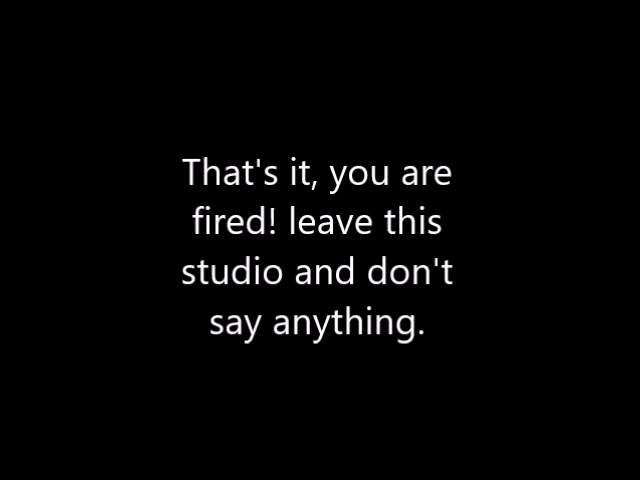 That's it, you are
fired! leave this
studio and don't
say anything.